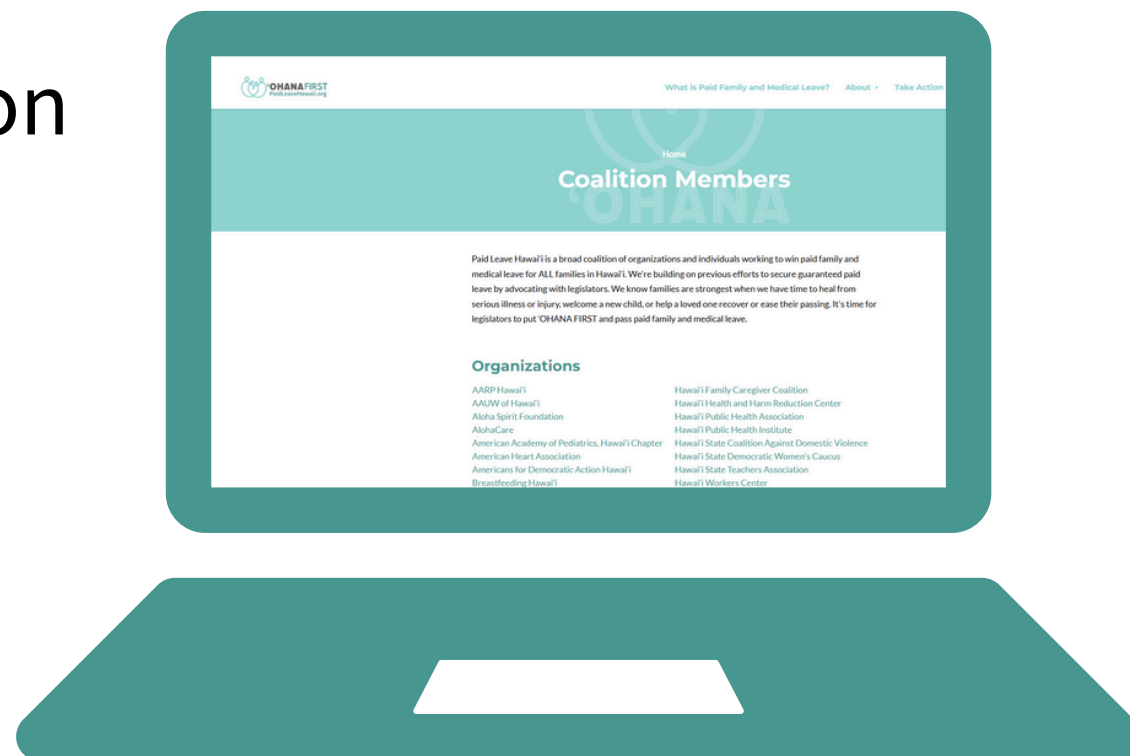 on
'OHANAFIRST
PaidLeaveHawaii.org
What is Paid Family and Medical Leave? About › Take Action
Home
Coalition Members
‘OHANA
Paid Leave Hawai‘i is a broad coalition of organizations and individuals working to win paid family and
medical leave for ALL families in Hawai‘i. We're building on previous efforts to secure guaranteed paid
leave by advocating with legislators. We know families are strongest when we have time to heal from
serious illness or injury, welcome a new child, or help a loved one recover or ease their passing. It's time for
legislators to put ‘OHANA FIRST and pass paid family and medical leave.
Organizations
AARP Hawai‘i
AAUW of Hawai‘i
Aloha Spirit Foundation
AlohaCare
American Academy of Pediatrics, Hawai‘i Chapter
American Heart Association
Americans for Democratic Action Hawai‘i
Breastfeeding Hawai‘i
Hawai‘i Family Caregiver Coalition
Hawai‘i Health and Harm Reduction Center
Hawai‘i Public Health Association
Hawai‘i Public Health Institute
Hawai‘i State Coalition Against Domestic Violence
Hawai‘i State Democratic Women's Caucus
Hawai‘i State Teachers Association
Hawai‘i Workers Center